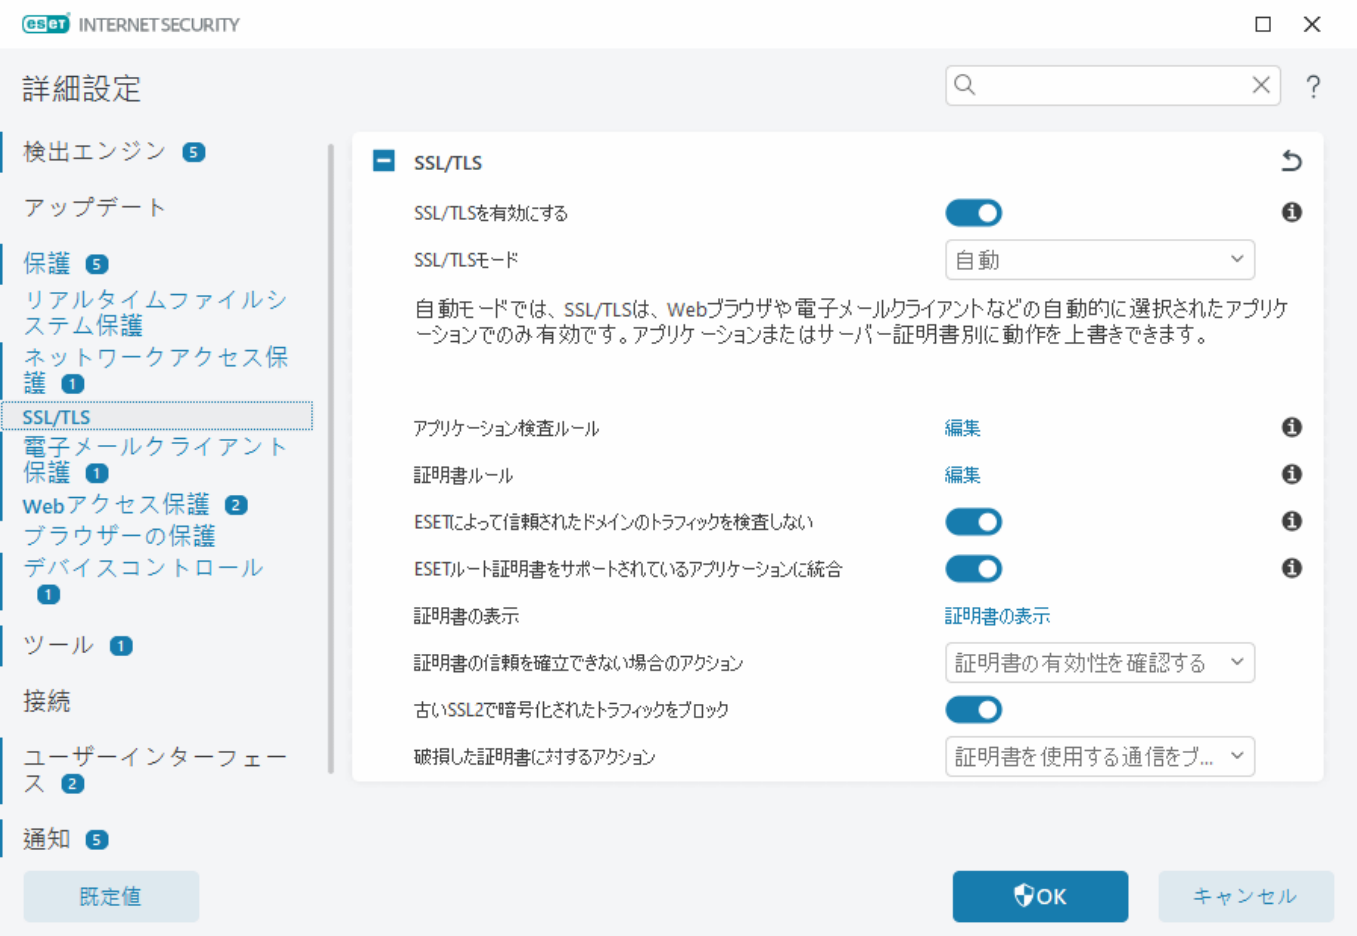 eseT INTERNET SECURITY
詳細設定
?
検出エンジン 5
アップデート
保護 5
リアルタイムファイルシ
ステム保護
ネットワークアクセス保
護 1
SSL/TLS
電子メールクライアント
保護 1
Webアクセス保護 2
ブラウザーの保護
デバイスコントロール
1
ツール 1
接続
ユーザーインターフェー
ス 2
通知 5
SSL/TLS
SSL/TLSを有効にする
SSL/TLSモード 自動
自動モードでは、SSL/TLSは、Webブラウザや電子メールクライアントなどの自動的に選択されたアプリケ
ーションでのみ有効です。アプリケーションまたはサーバー証明書別に動作を上書きできます。
アプリケーション検査ルール 編集
証明書ルール 編集
ESETによって信頼されたドメインのトラフィックを検査しない
ESETルート証明書をサポートされているアプリケーションに統合
証明書の表示 証明書の表示
証明書の信頼を確立できない場合のアクション 証明書の有効性を確認する
古いSSL2で暗号化されたトラフィックをブロック
破損した証明書に対するアクション 証明書を使用する通信をブ...
既定値
OK
キャンセル